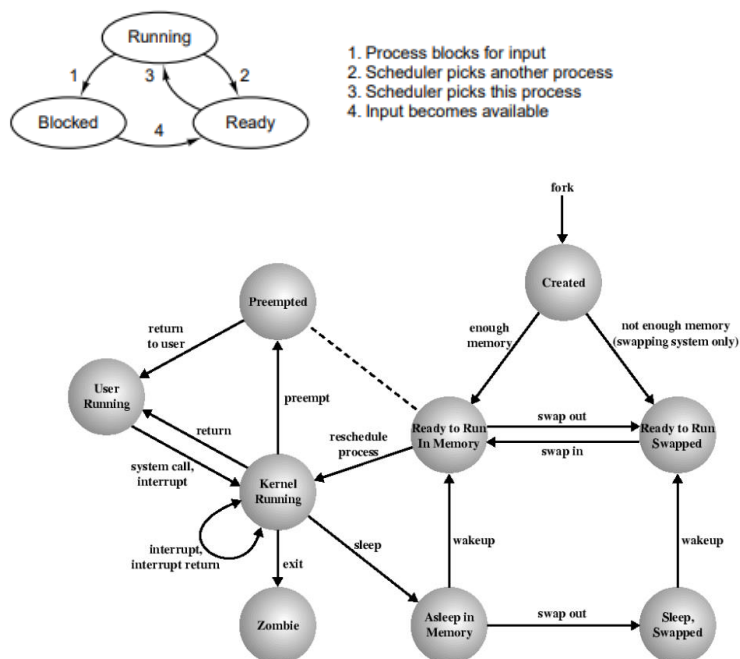 Running
1
3
2
Blocked
4
Ready
1. Process blocks for input
2. Scheduler picks another process
3. Scheduler picks this process
4. Input becomes available
fork
Created
Preempted
return
to user
enough
memory
not enough memory
(swapping system only)
User
Running
preempt
return
Ready to Run
In Memory
swap out
swap in
Ready to Run
Swapped
reschedule
process
system call,
interrupt
Kernel
Running
interrupt,
interrupt return
sleep
wakeup
wakeup
exit
Zombie
Asleep in
Memory
swap out
Sleep,
Swapped